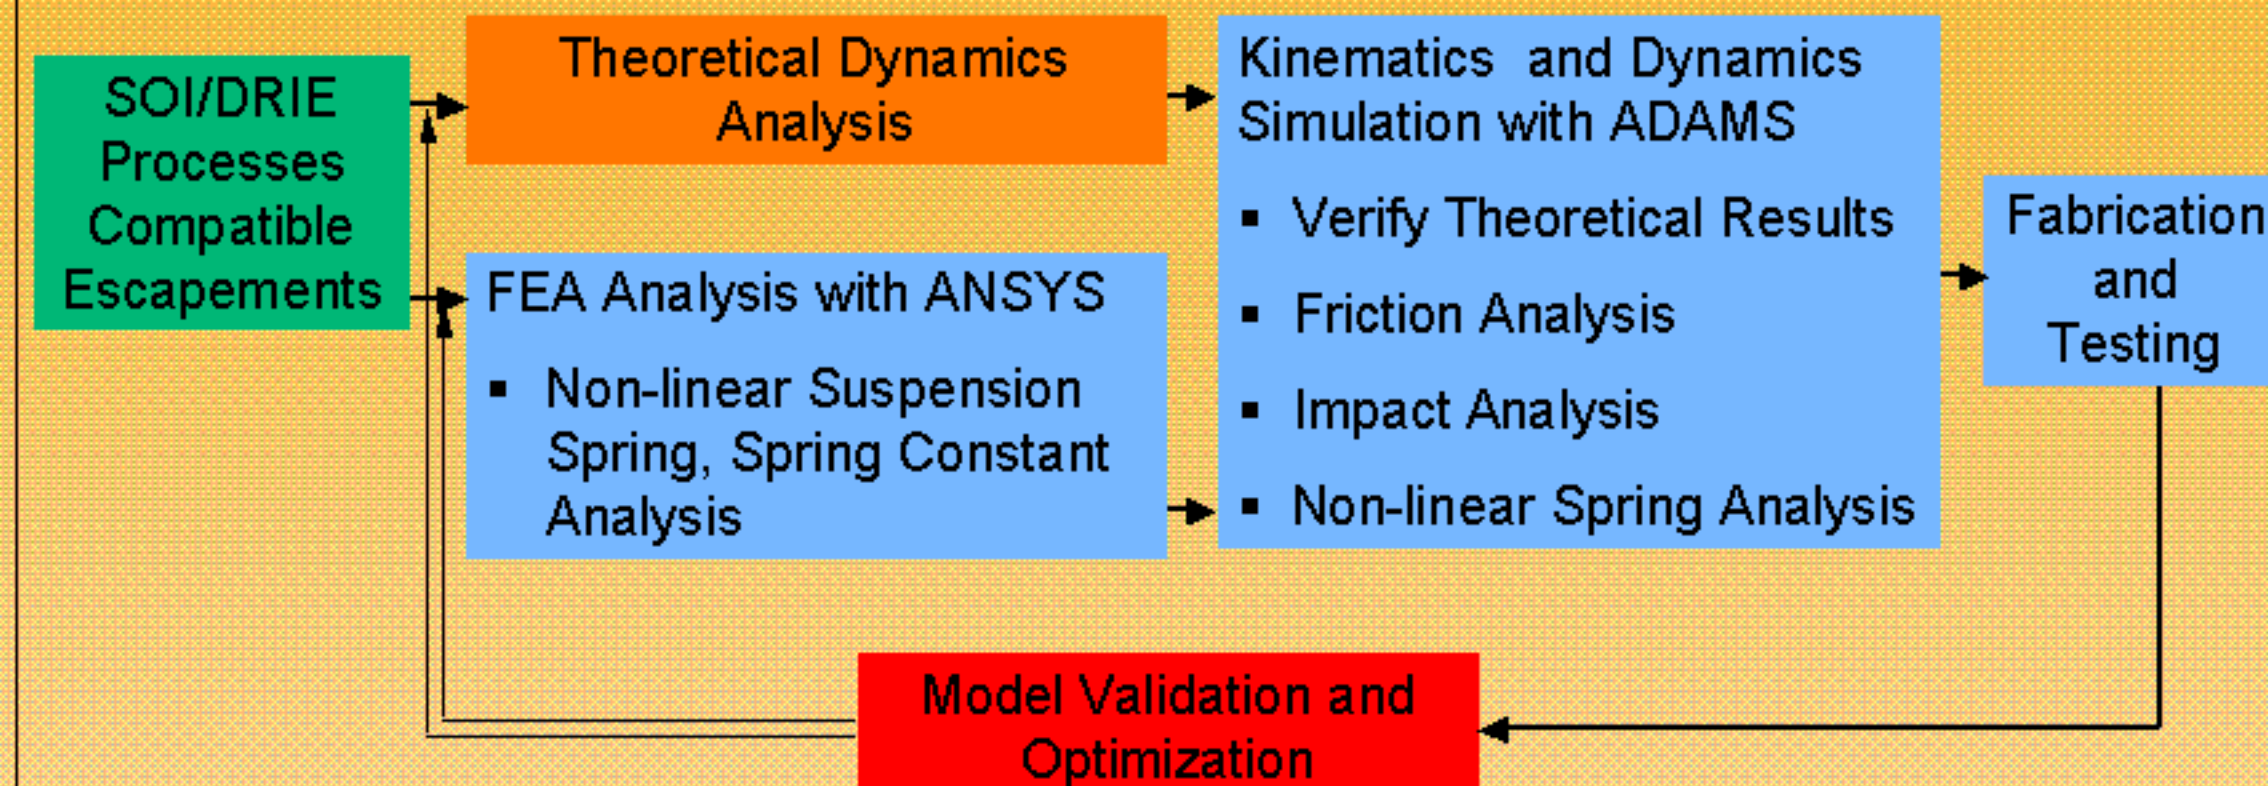 SOI/DRIE
Processes
Compatible
Escapements
Theoretical Dynamics
Analysis
FEA Analysis with ANSYS
▪ Non-linear Suspension
Spring, Spring Constant
Analysis
Kinematics and Dynamics
Simulation with ADAMS
▪ Verify Theoretical Results
▪ Friction Analysis
▪ Impact Analysis
▪ Non-linear Spring Analysis
Fabrication
and
Testing
Model Validation and
Optimization